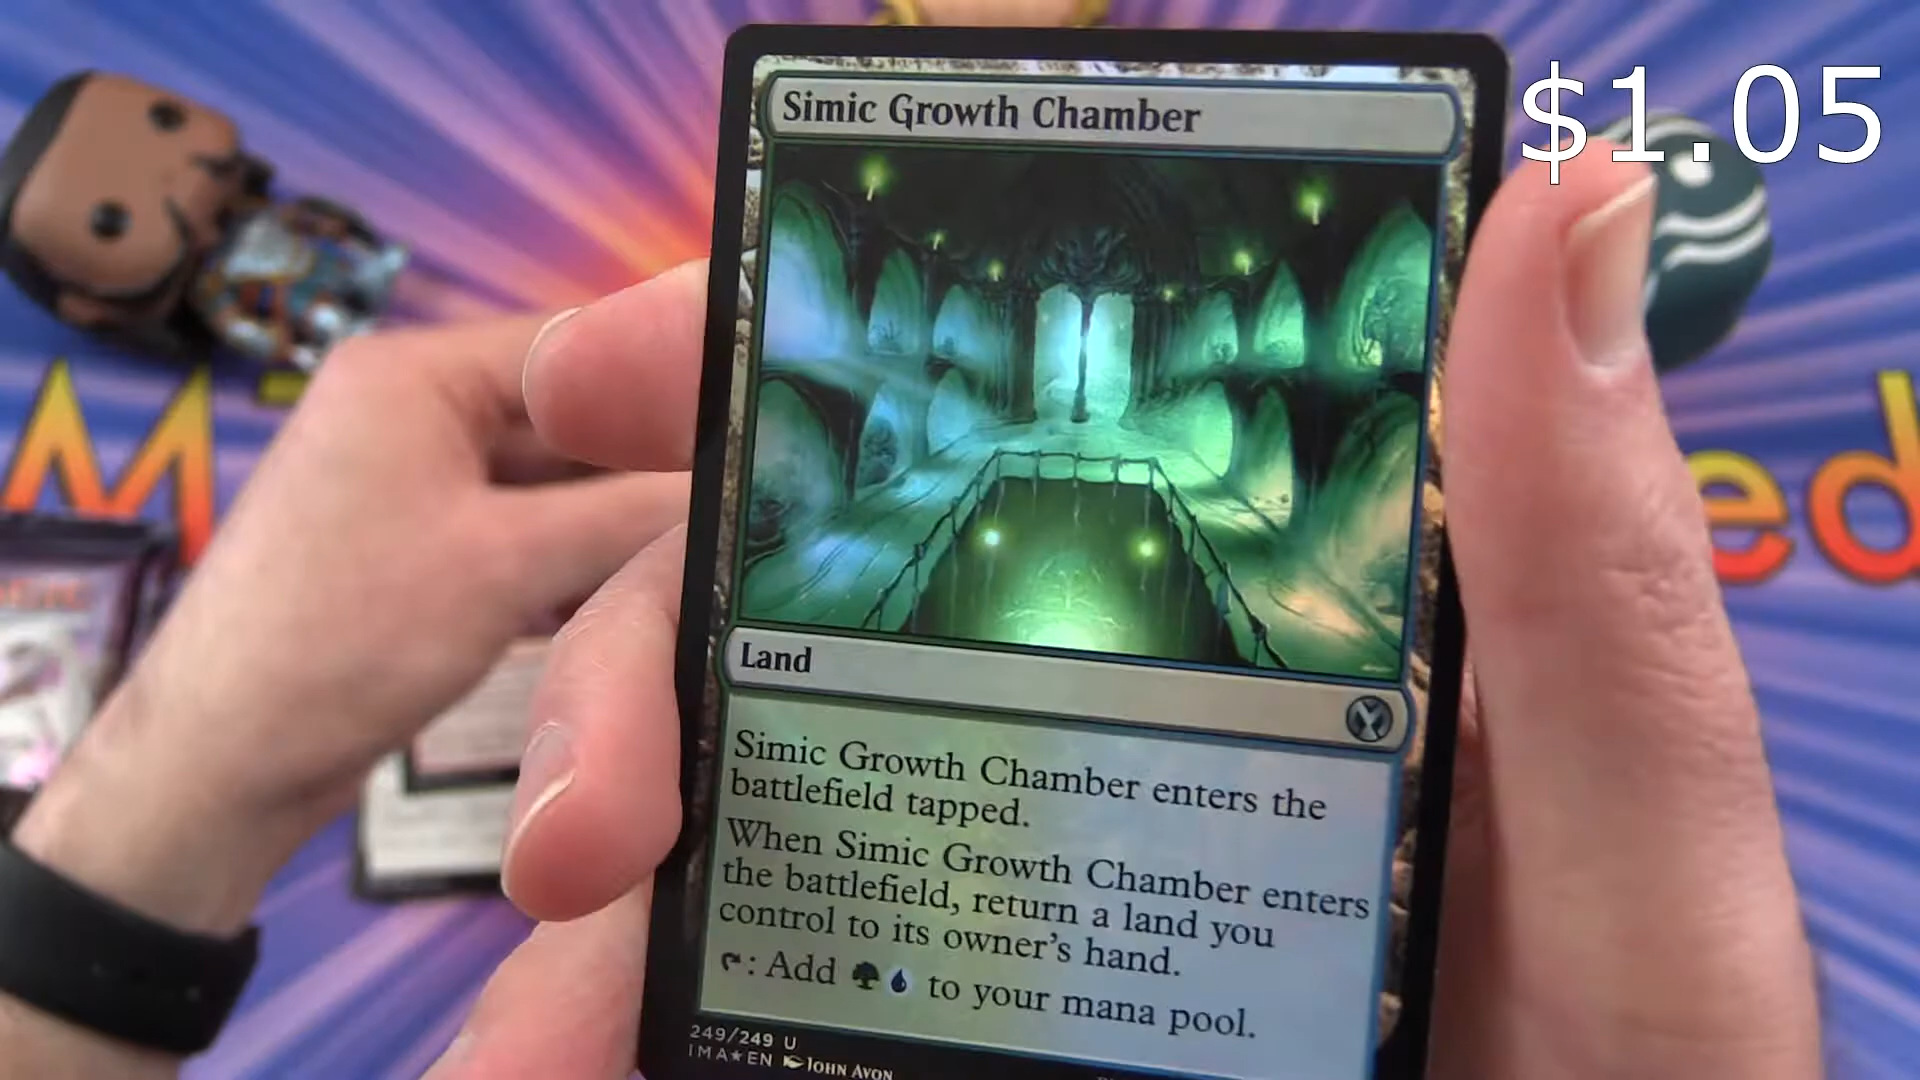 $1.05
Simic Growth Chamber
M
ed
Land
Simic Growth Chamber enters the
battlefield tapped.
When Simic Growth Chamber enters
the battlefield, return a land you
control to its owner's hand.
: Add to your mana pool.
249/249 U
IMA★EN JOHN AVON